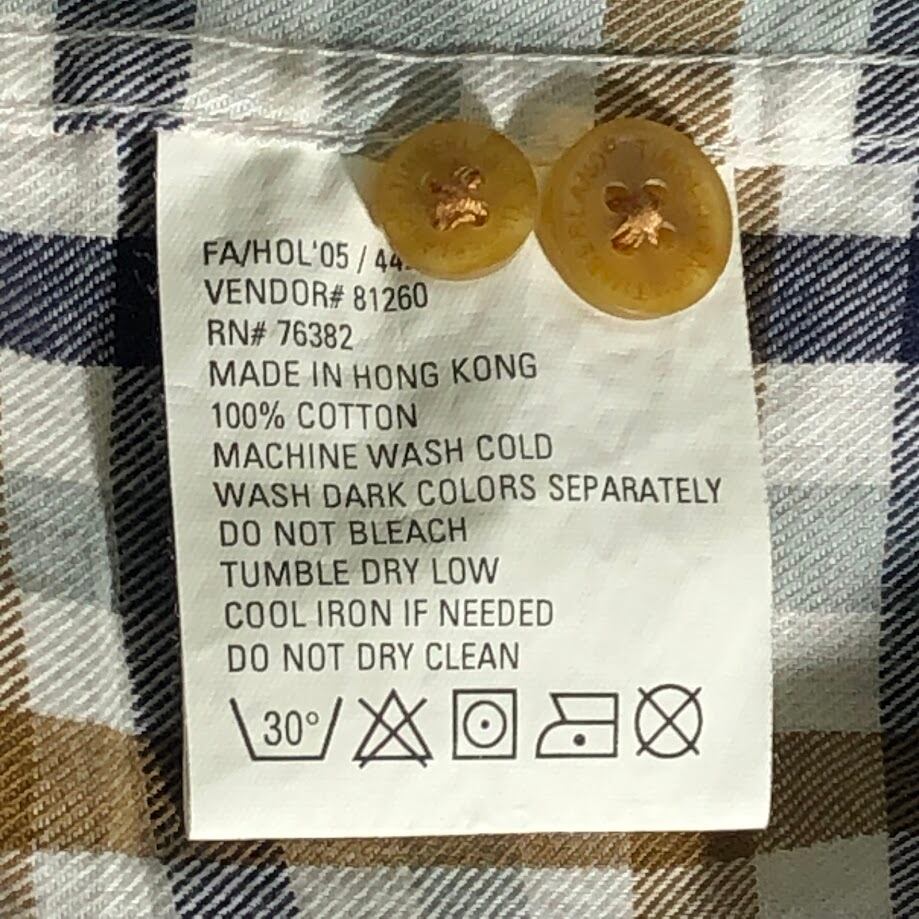 FA/HOL'05 / 44
VENDOR# 81260
RN# 76382
MADE IN HONG KONG
100% COTTON
MACHINE WASH COLD
WASH DARK COLORS SEPARATELY
DO NOT BLEACH
TUMBLE DRY LOW
COOL IRON IF NEEDED
DO NOT DRY CLEAN
30°